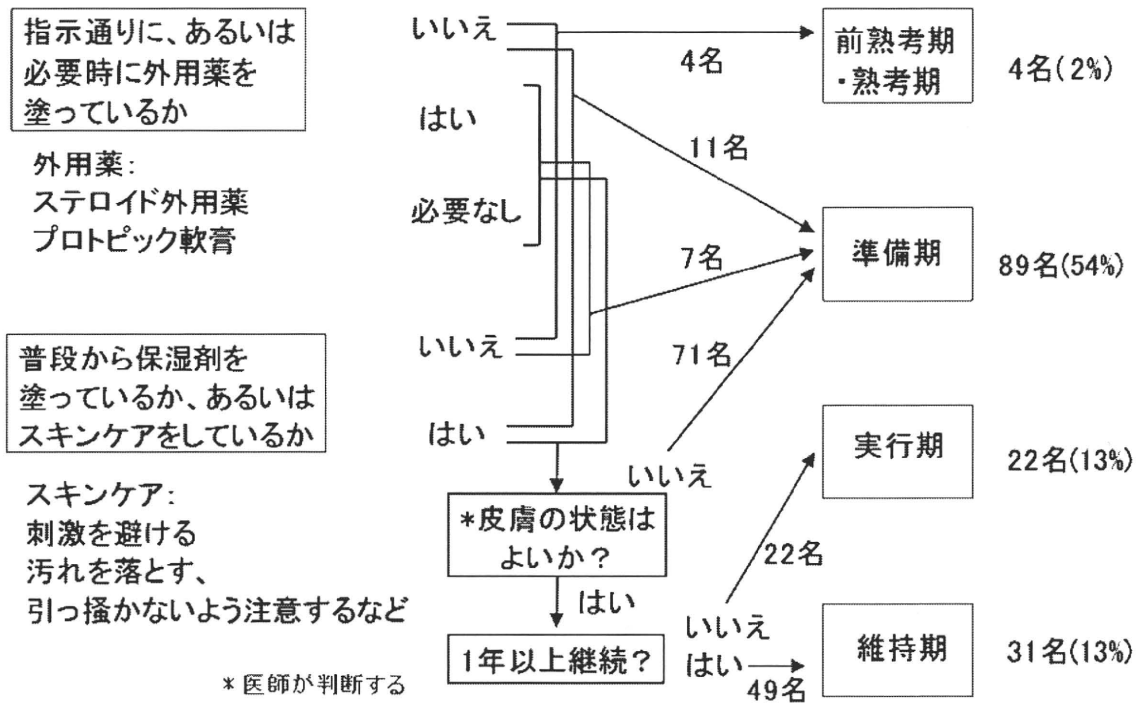 指示通りに、あるいは
必要時に外用薬を
塗っているか
外用薬：
ステロイド外用薬
プロトピック軟膏
いいえ
はい
必要なし
普段から保湿剤を
塗っているか、あるいは
スキンケアをしているか
スキンケア：
刺激を避ける
汚れを落とす、
引っ掻かないよう注意するなど
いいえ
はい
*皮膚の状態は
よいか？
はい
1年以上継続？
*医師が判断する
4名
11名
7名
71名
いいえ
22名
いいえ
はい
49名
前熟考期
・熟考期
4名(2%)
準備期
89名(54%)
実行期
22名(13%)
維持期
31名(13%)